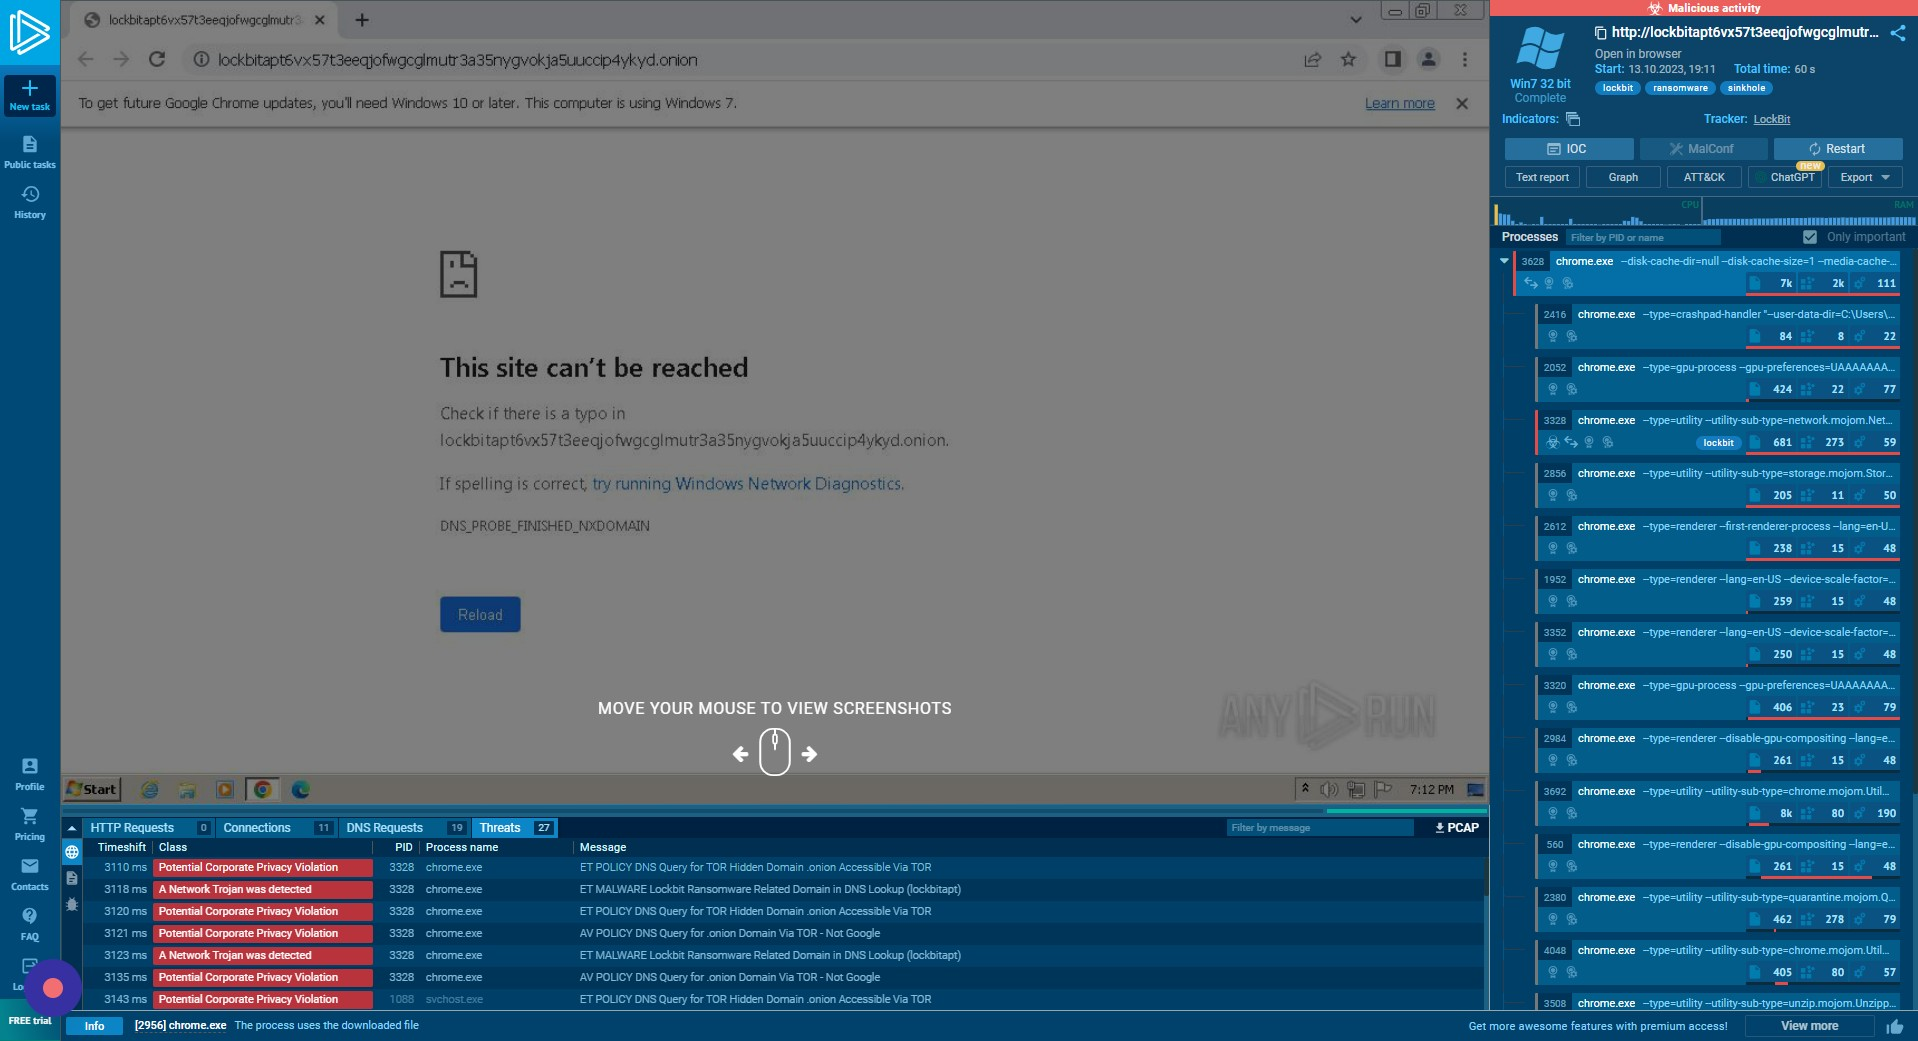 lockbitapt6vx57t3eeqjofwgcglmutr3
lockbitapt6vx57t3eeqjofwgcglmutr3a35nygvokja5uuccip4ykyd.onion
To get future Google Chrome updates, you'll need Windows 10 or later. This computer is using Windows 7.
Learn more
This site can't be reached
Check if there is a typo in
lockbitapt6vx57t3eeqjofwgcglmutr3a35nygvokja5uuccip4ykyd.onion.
If spelling is correct, try running Windows Network Diagnostics.
DNS_PROBE_FINISHED_NXDOMAIN
Reload
MOVE YOUR MOUSE TO VIEW SCREENSHOTS
ANY RUN
Start
7:12 PM
New task
Public tasks
History
Profile
Pricing
Contacts
FAQ
FREE trial
HTTP Requests 0
Connections 11
DNS Requests 19
Threats 27
Filter by message
PCAP
Timeshift Class PID Process name Message
3110 ms Potential Corporate Privacy Violation 3328 chrome.exe ET POLICY DNS Query for TOR Hidden Domain .onion Accessible Via TOR
3118 ms A Network Trojan was detected 3328 chrome.exe ET MALWARE Lockbit Ransomware Related Domain in DNS Lookup (lockbitapt)
3120 ms Potential Corporate Privacy Violation 3328 chrome.exe ET POLICY DNS Query for TOR Hidden Domain .onion Accessible Via TOR
3121 ms Potential Corporate Privacy Violation 3328 chrome.exe AV POLICY DNS Query for .onion Domain Via TOR - Not Google
3123 ms A Network Trojan was detected 3328 chrome.exe ET MALWARE Lockbit Ransomware Related Domain in DNS Lookup (lockbitapt)
3135 ms Potential Corporate Privacy Violation 3328 chrome.exe AV POLICY DNS Query for .onion Domain Via TOR - Not Google
3143 ms Potential Corporate Privacy Violation 1088 svchost.exe ET POLICY DNS Query for TOR Hidden Domain .onion Accessible Via TOR
Info [2956] chrome.exe The process uses the downloaded file
Get more awesome features with premium access! View more
Malicious activity
http://lockbitapt6vx57t3eeqjofwgcglmutr...
Open in browser
Win7 32 bit
Complete
Start: 13.10.2023, 19:11 Total time: 60 s
lockbit ransomware sinkhole
Indicators:
Tracker: LockBit
IOC MalConf Restart
new
Text report Graph ATT&CK ChatGPT Export
CPU RAM
Processes Filter by PID or name Only important
3628 chrome.exe --disk-cache-dir=null --disk-cache-size=1 --media-cache-...
7k 2k 111
2416 chrome.exe --type=crashpad-handler "--user-data-dir=C:\Users\...
84 8 22
2052 chrome.exe --type=gpu-process --gpu-preferences=UAAAAAAA...
424 22 77
3328 chrome.exe --type=utility --utility-sub-type=network.mojom.Net...
lockbit 681 273 59
2856 chrome.exe --type=utility --utility-sub-type=storage.mojom.Stor...
205 11 50
2612 chrome.exe --type=renderer --first-renderer-process --lang=en-U...
238 15 48
1952 chrome.exe --type=renderer --lang=en-US --device-scale-factor=...
259 15 48
3352 chrome.exe --type=renderer --lang=en-US --device-scale-factor=...
250 15 48
3320 chrome.exe --type=gpu-process --gpu-preferences=UAAAAAAA...
406 23 79
2984 chrome.exe --type=renderer --disable-gpu-compositing --lang=e...
261 15 48
3692 chrome.exe --type=utility --utility-sub-type=chrome.mojom.Util...
8k 80 190
560 chrome.exe --type=renderer --disable-gpu-compositing --lang=e...
261 15 48
2380 chrome.exe --type=utility --utility-sub-type=quarantine.mojom.Q...
462 278 79
4048 chrome.exe --type=utility --utility-sub-type=chrome.mojom.Util...
405 80 57
3508 chrome.exe --type=utility --utility-sub-type=unzip.mojom.Unzipp...